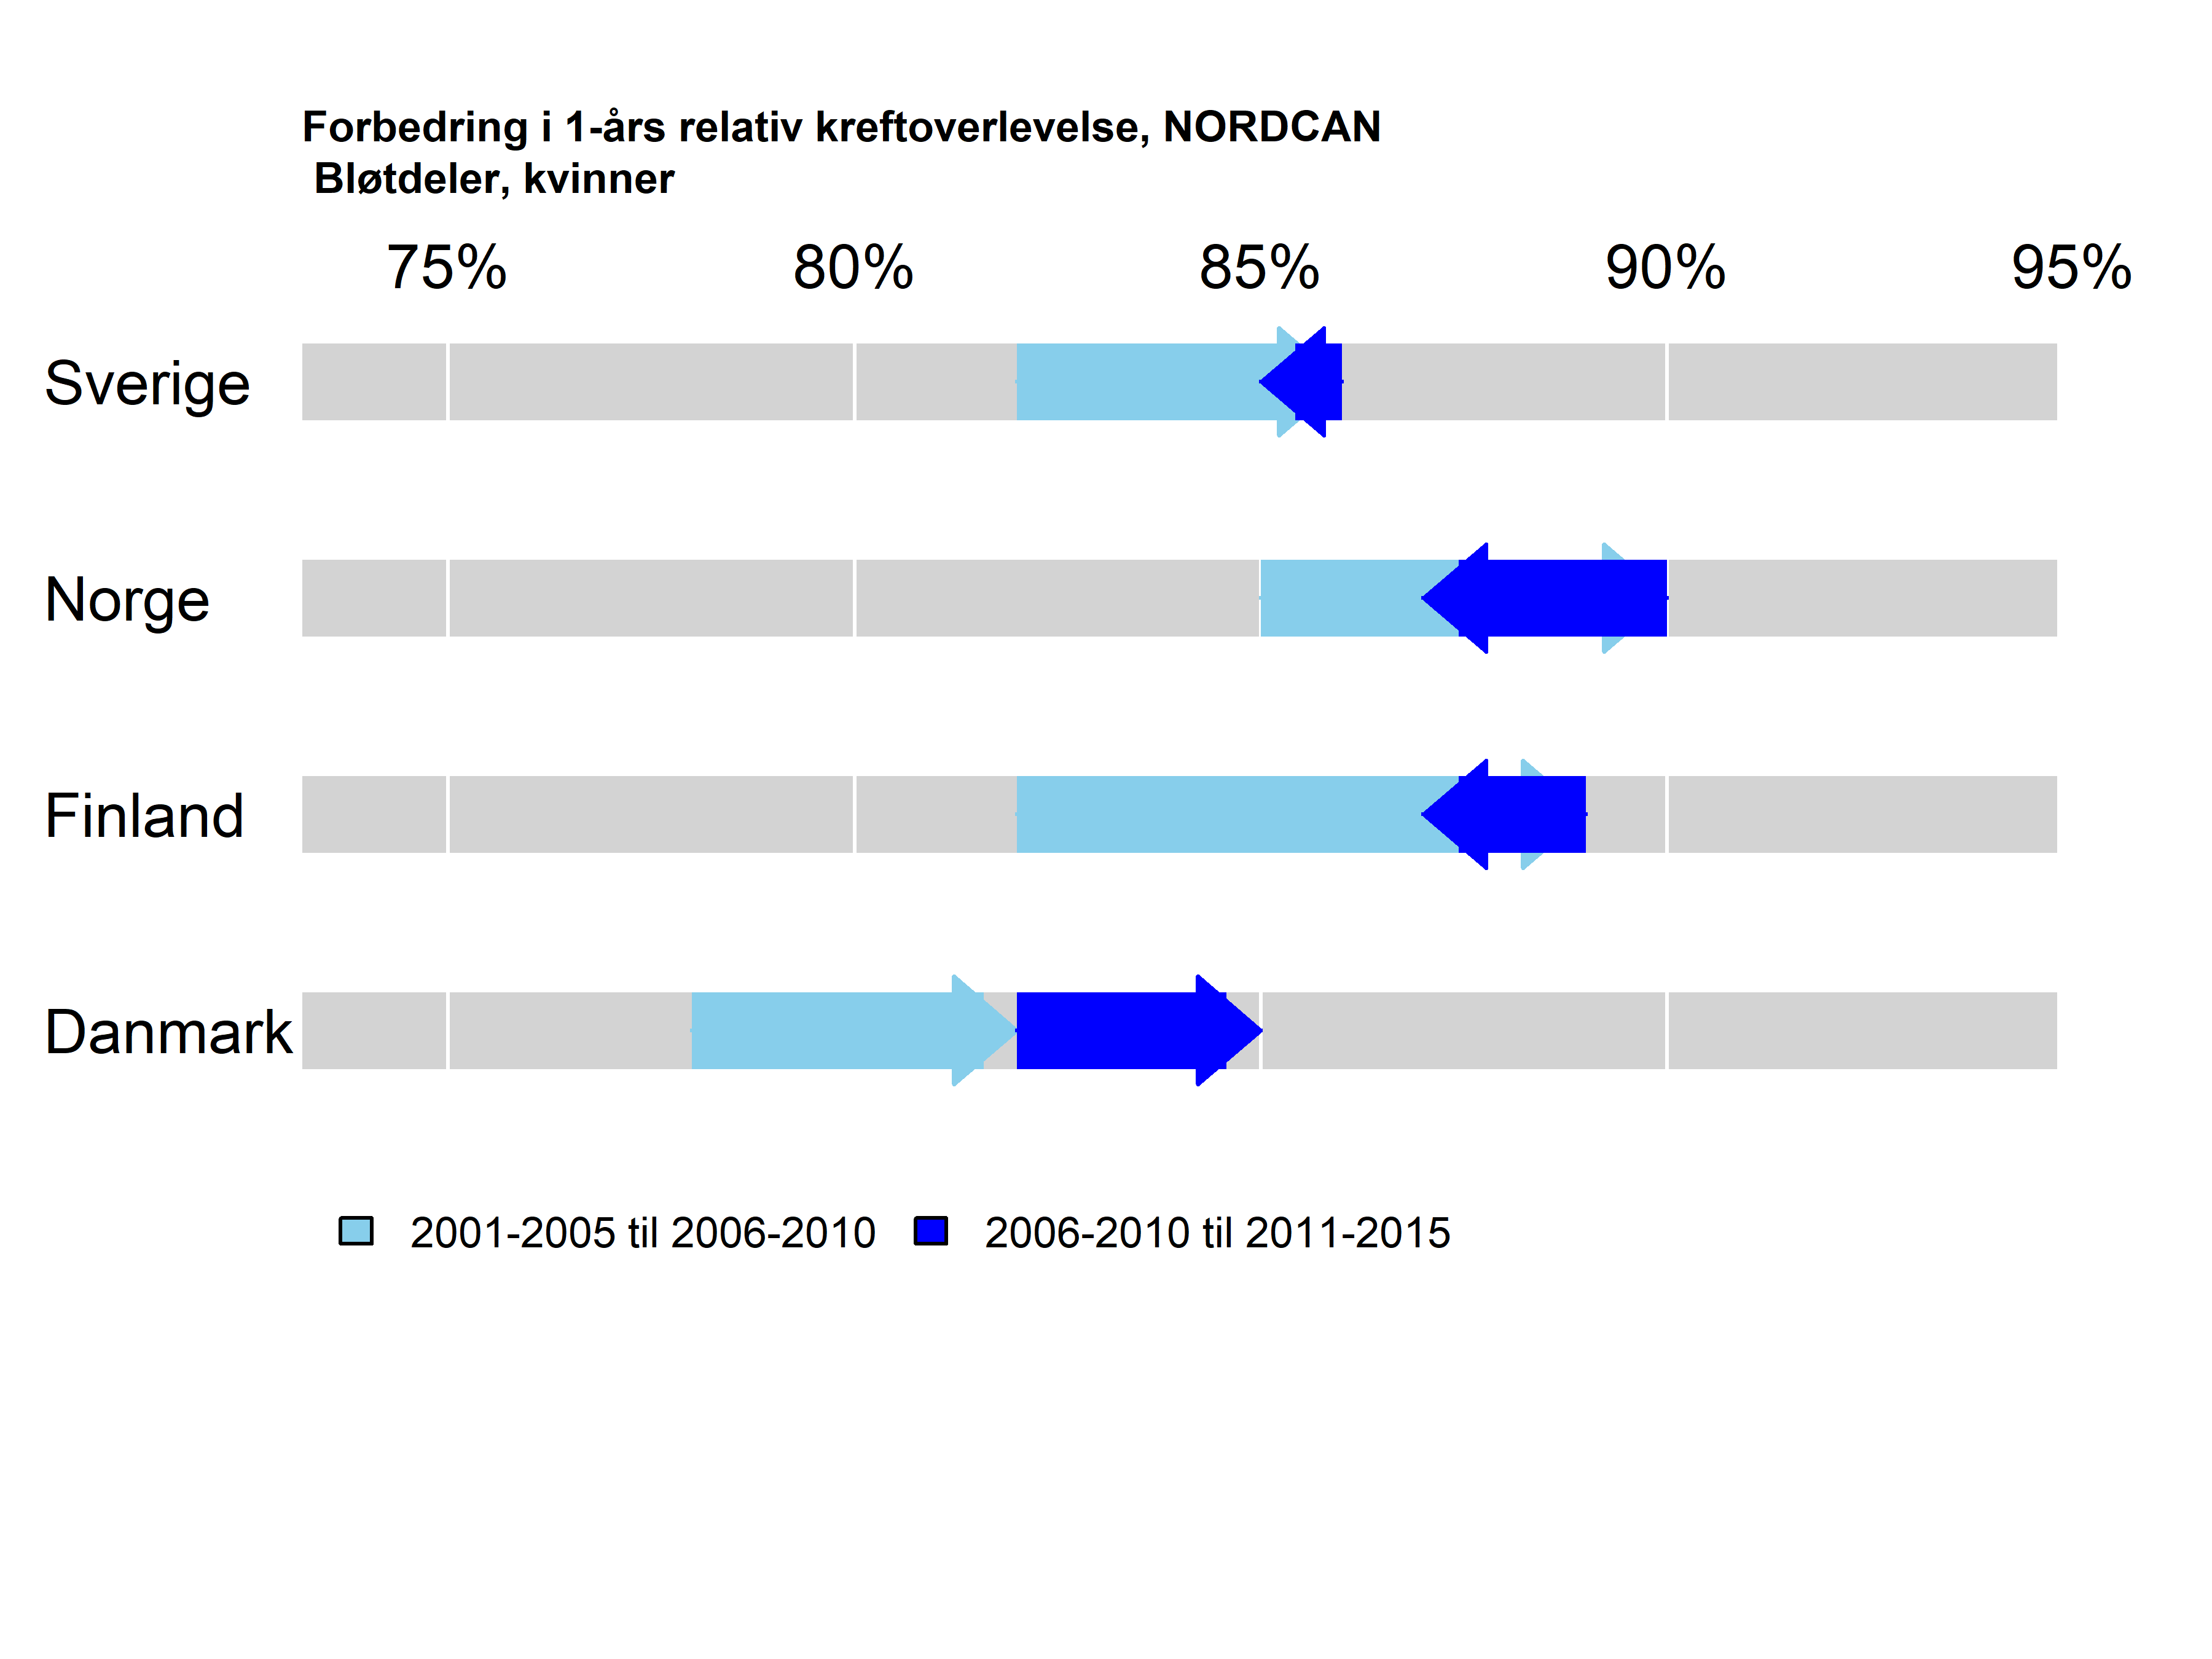 Forbedring i 1-års relativ kreftoverlevelse, NORDCAN
Bløtdeler, kvinner
75% 80% 85% 90% 95%
Sverige
Norge
Finland
Danmark
2001-2005 til 2006-2010 2006-2010 til 2011-2015